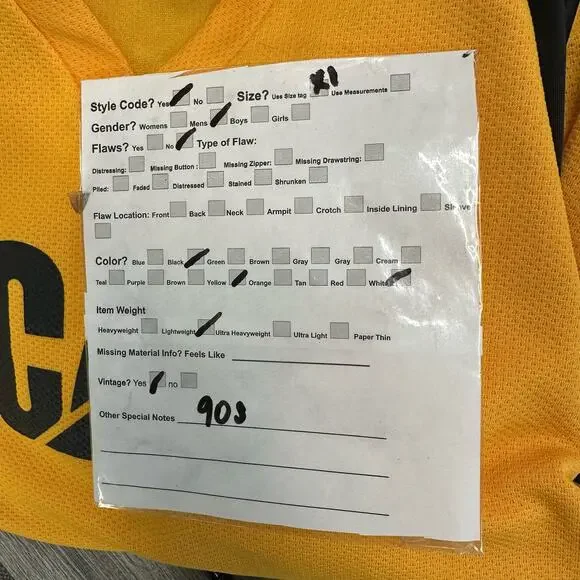 Style Code? Yes No Size? Use Size tag X1 Use Measurements
Gender? Womens Mens Boys Girls
Flaws? Yes No Type of Flaw:
Distressing: Missing Button : Missing Zipper: Missing Drawstring:
Piled: Faded Distressed Stained Shrunken
Flaw Location: Front Back Neck Armpit Crotch Inside Lining Sleeve
Color? Blue Black Green Brown Gray Gray Cream
Teal Purple Brown Yellow Orange Tan Red White
Item Weight
Heavyweight Lightweight Ultra Heavyweight Ultra Light Paper Thin
Missing Material Info? Feels Like
Vintage? Yes no
Other Special Notes 90s
CA